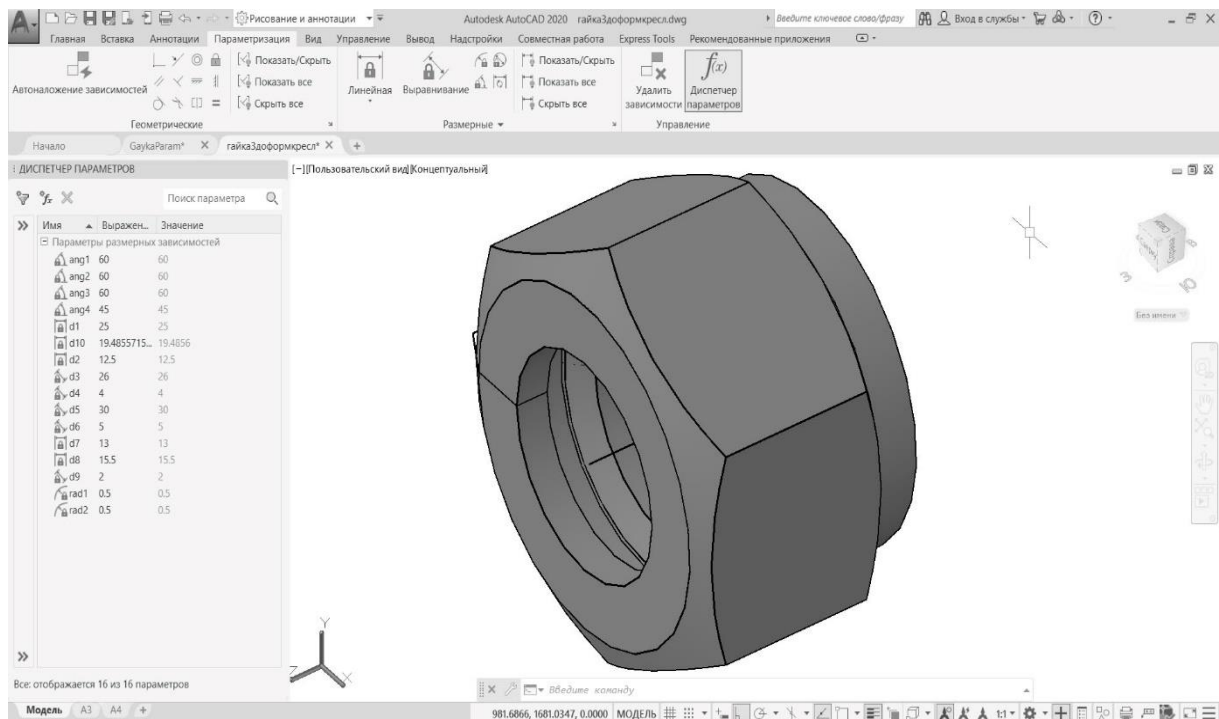 Рисование и аннотации
Autodesk AutoCAD 2020 гайка3доформкресл.dwg
Введите ключевое слово/фразу
Вход в службы
Главная Вставка Аннотации Параметризация Вид Управление Вывод Надстройки Совместная работа Express Tools Рекомендованные приложения
Автоналожение зависимостей
Показать/Скрыть
Показать все
Скрыть все
Линейная
Выравнивание
Показать/Скрыть
Показать все
Скрыть все
Удалить зависимости
f(x)
Диспетчер параметров
Геометрические Размерные Управление
Начало GaykaParam* гайка3доформкресл* +
ДИСПЕТЧЕР ПАРАМЕТРОВ
[−][Пользовательский вид][Концептуальный]
fx
Поиск параметра
Имя Выражен... Значение
Параметры размерных зависимостей
ang1 60 60
ang2 60 60
ang3 60 60
ang4 45 45
d1 25 25
d10 19.4855715... 19.4856
d2 12.5 12.5
d3 26 26
d4 4 4
d5 30 30
d6 5 5
d7 13 13
d8 15.5 15.5
d9 2 2
rad1 0.5 0.5
rad2 0.5 0.5
З Ю
Без имени
Y
Z X
Все: отображается 16 из 16 параметров
Введите команду
Модель A3 A4 +
981.6866, 1681.0347, 0.0000 МОДЕЛЬ 1:1